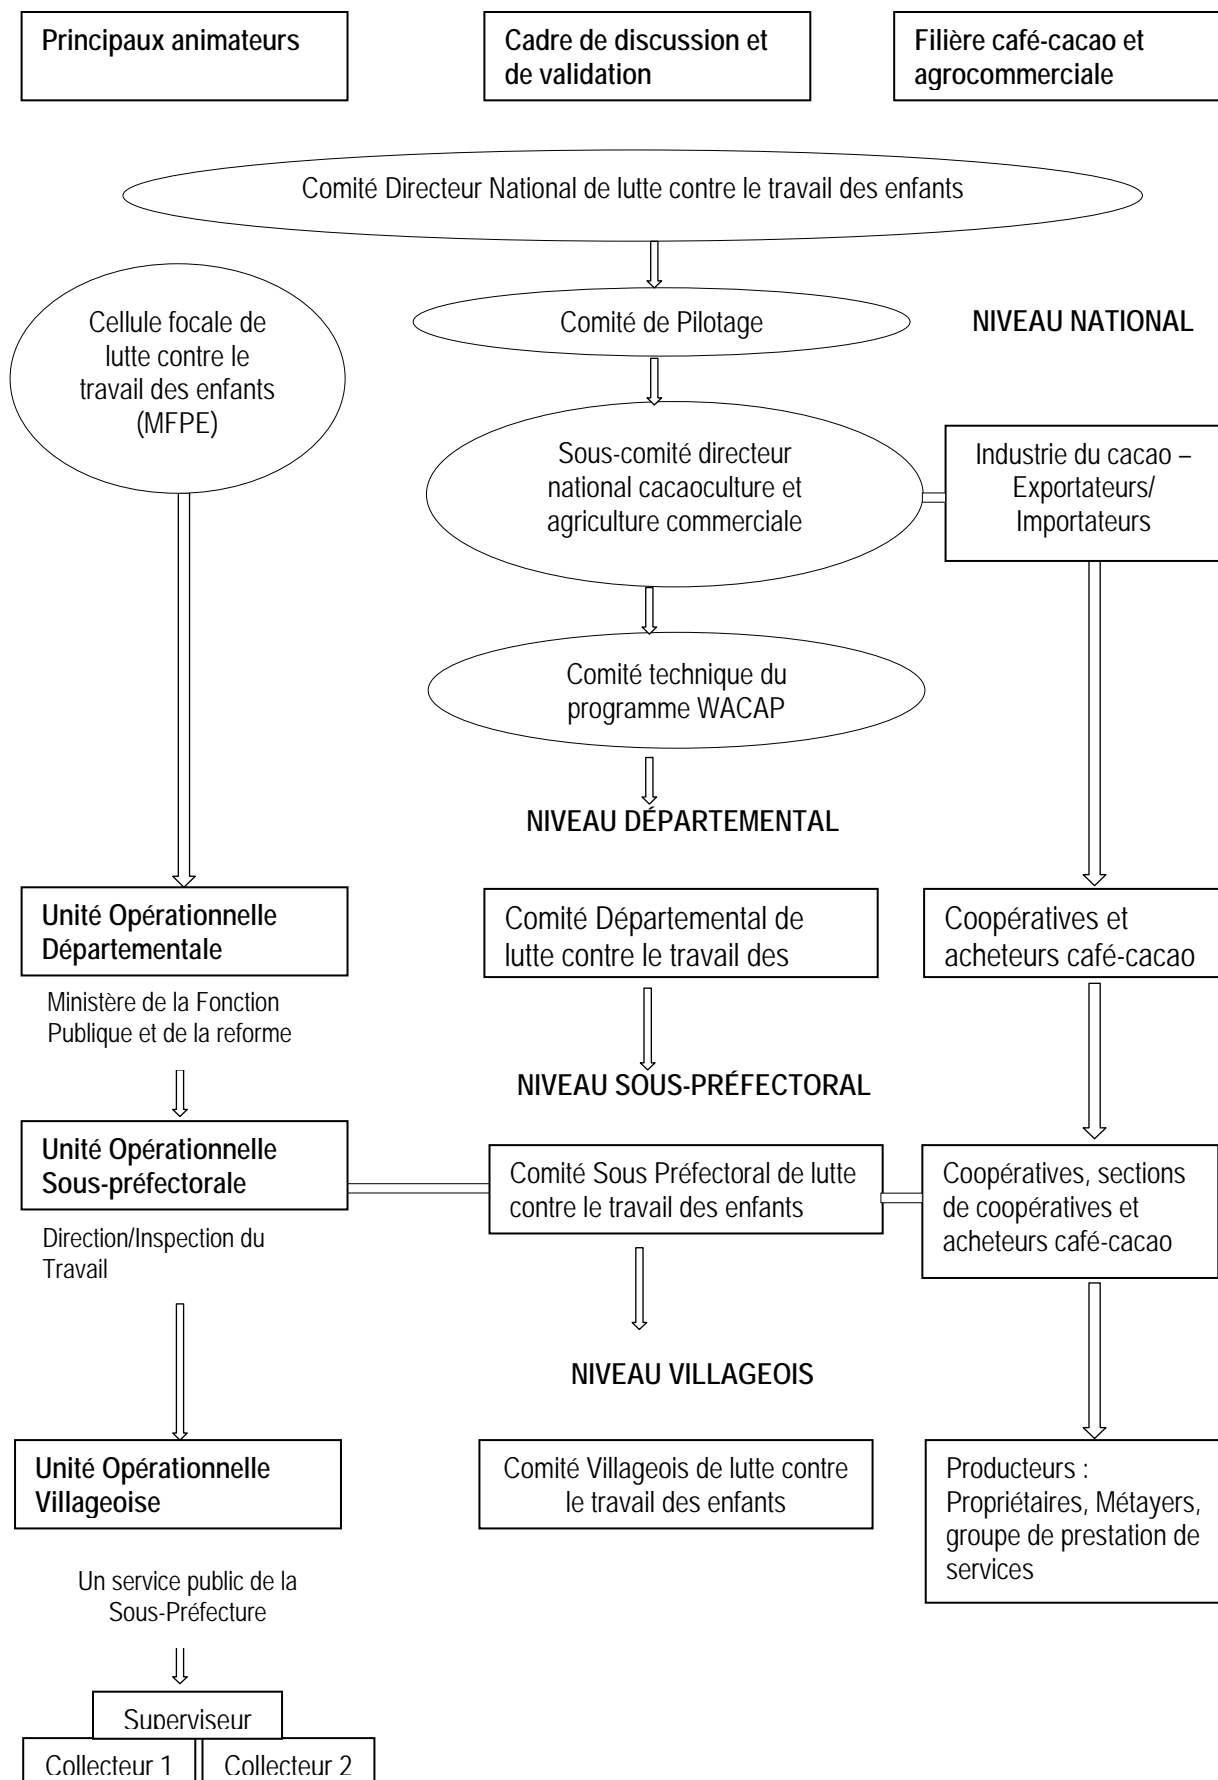 Principaux animateurs
Cadre de discussion et
de validation
Filière café-cacao et
agrocommerciale
Comité Directeur National de lutte contre le travail des enfants
Cellule focale de
lutte contre le
travail des enfants
(MFPE)
Comité de Pilotage
NIVEAU NATIONAL
Sous-comité directeur
national cacaoculture et
agriculture commerciale
Industrie du cacao –
Exportateurs/
Importateurs
Comité technique du
programme WACAP
NIVEAU DÉPARTEMENTAL
Unité Opérationnelle
Départementale
Comité Départemental de
lutte contre le travail des
Coopératives et
acheteurs café-cacao
Ministère de la Fonction
Publique et de la reforme
NIVEAU SOUS-PRÉFECTORAL
Unité Opérationnelle
Sous-préfectorale
Comité Sous Préfectoral de lutte
contre le travail des enfants
Coopératives, sections
de coopératives et
acheteurs café-cacao
Direction/Inspection du
Travail
NIVEAU VILLAGEOIS
Unité Opérationnelle
Villageoise
Comité Villageois de lutte contre
le travail des enfants
Producteurs :
Propriétaires, Métayers,
groupe de prestation de
services
Un service public de la
Sous-Préfecture
Superviseur
Collecteur 1
Collecteur 2